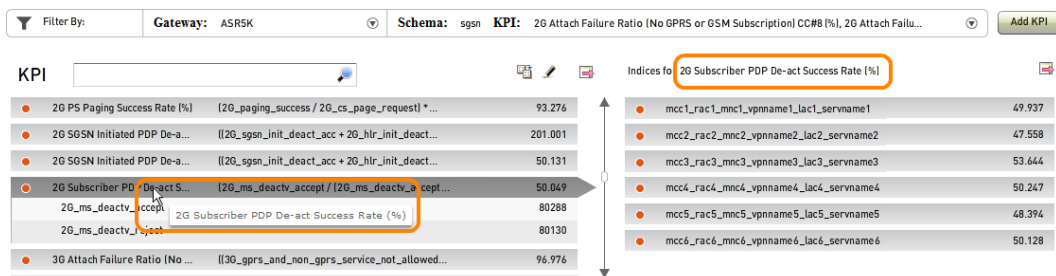 Filter By: Gateway: ASR5K Schema: sgsn KPI: 2G Attach Failure Ratio (No GPRS or GSM Subscription) CC#8 (%), 2G Attach Failu... Add KPI
KPI
2G PS Paging Success Rate (%) (2G_paging_success / 2G_cs_page_request) *... 93.276
2G SGSN Initiated PDP De-a... ((2G_sgsn_init_deact_acc + 2G_hlr_init_deact... 201.001
2G SGSN Initiated PDP De-a... ((2G_sgsn_init_deact_acc + 2G_hlr_init_deact... 50.131
2G Subscriber PDP De-act S... (2G_ms_deactv_accept / (2G_ms_deactv_accept... 50.049
2G_ms_deactv_accept 80288
2G Subscriber PDP De-act Success Rate (%)
2G_ms_deactv_reject 80130
3G Attach Failure Ratio (No ... ((3G_gprs_and_non_gprs_service_not_allowed... 96.976
Indices fo 2G Subscriber PDP De-act Success Rate (%)
mcc1_rac1_mnc1_vpnname1_lac1_servname1 49.937
mcc2_rac2_mnc2_vpnname2_lac2_servname2 47.558
mcc3_rac3_mnc3_vpnname3_lac3_servname3 53.644
mcc4_rac4_mnc4_vpnname4_lac4_servname4 50.247
mcc5_rac5_mnc5_vpnname5_lac5_servname5 48.394
mcc6_rac6_mnc6_vpnname6_lac6_servname6 50.128